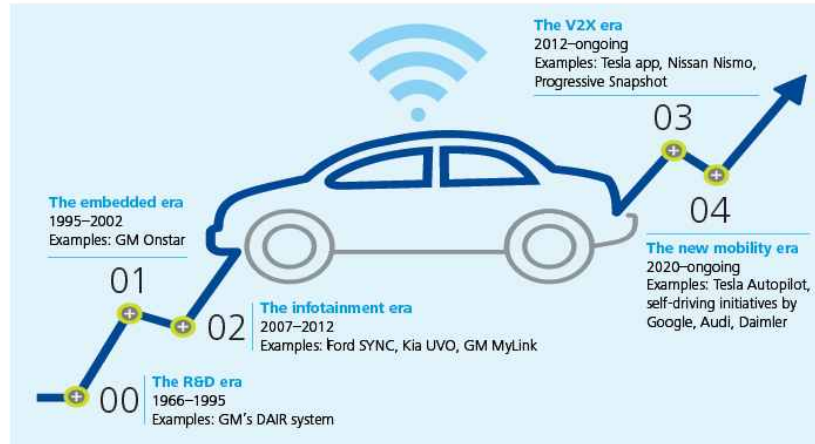 The V2X era
2012–ongoing
Examples: Tesla app, Nissan Nismo,
Progressive Snapshot
03
04
The new mobility era
2020–ongoing
Examples: Tesla Autopilot,
self-driving initiatives by
Google, Audi, Daimler
The embedded era
1995–2002
Examples: GM Onstar
01
02
The infotainment era
2007–2012
Examples: Ford SYNC, Kia UVO, GM MyLink
00
The R&D era
1966–1995
Examples: GM's DAIR system